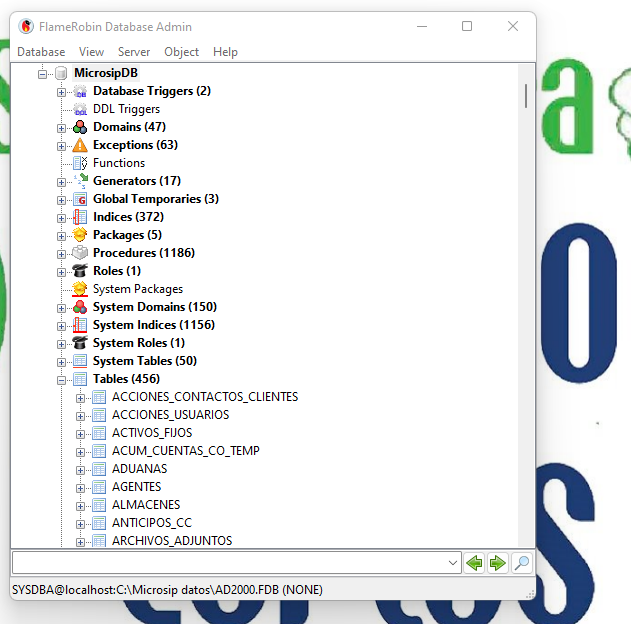 FlameRobin Database Admin
Database View Server Object Help
MicrosipDB
Database Triggers (2)
DDL Triggers
Domains (47)
Exceptions (63)
Functions
Generators (17)
Global Temporaries (3)
Indices (372)
Packages (5)
Procedures (1186)
Roles (1)
System Packages
System Domains (150)
System Indices (1156)
System Roles (1)
System Tables (50)
Tables (456)
ACCIONES_CONTACTOS_CLIENTES
ACCIONES_USUARIOS
ACTIVOS_FIJOS
ACUM_CUENTAS_CO_TEMP
ADUANAS
AGENTES
ALMACENES
ANTICIPOS_CC
ARCHIVOS_ADJUNTOS
SYSDBA@localhost:C:\Microsip datos\AD2000.FDB (NONE)